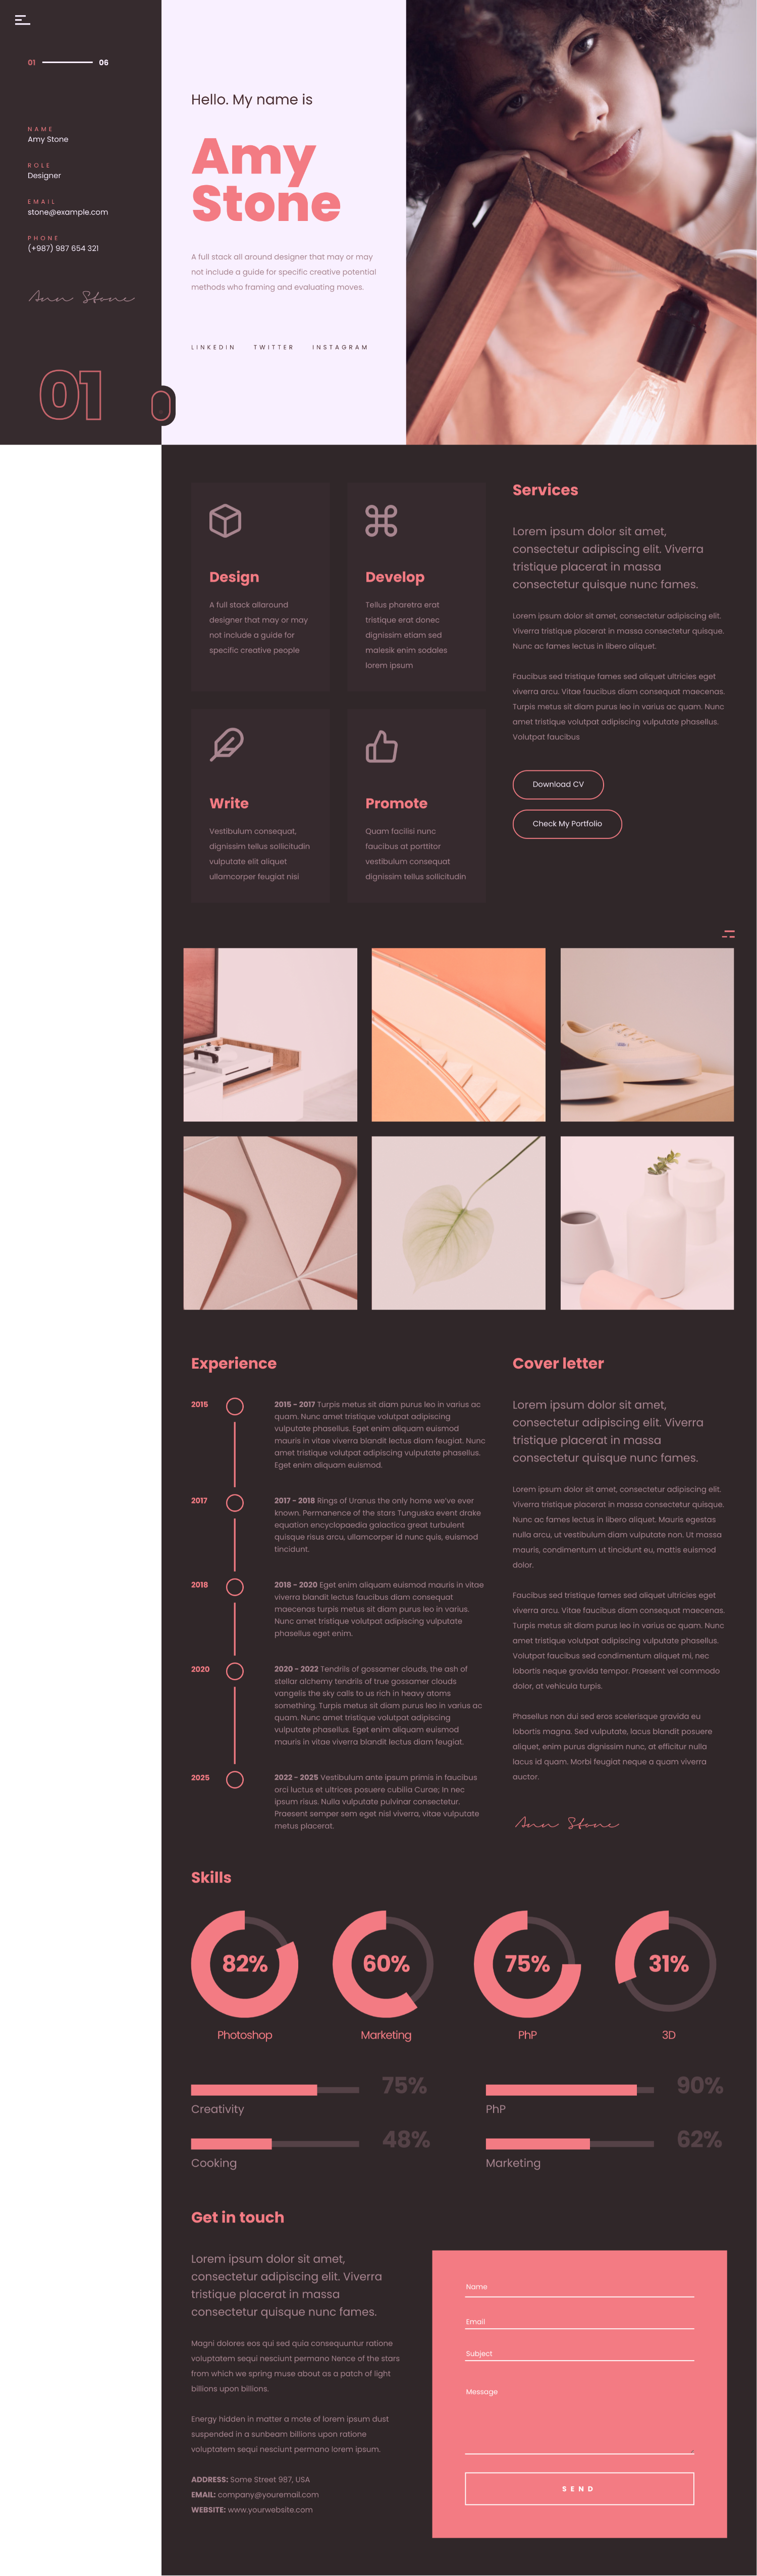 01 06
NAME
Amy Stone
ROLE
Designer
EMAIL
stone@example.com
PHONE
(+987) 987 654 321
Ann Stone
01
Hello. My name is
Amy
Stone
A full stack all around designer that may or may
not include a guide for specific creative potential
methods who framing and evaluating moves.
LINKEDIN TWITTER INSTAGRAM
Design
A full stack allaround
designer that may or may
not include a guide for
specific creative people
Develop
Tellus pharetra erat
tristique erat donec
dignissim etiam sed
malesik enim sodales
lorem ipsum
Write
Vestibulum consequat,
dignissim tellus sollicitudin
vulputate elit aliquet
ullamcorper feugiat nisi
Promote
Quam facilisi nunc
faucibus at porttitor
vestibulum consequat
dignissim tellus sollicitudin
Services
Lorem ipsum dolor sit amet,
consectetur adipiscing elit. Viverra
tristique placerat in massa
consectetur quisque nunc fames.
Lorem ipsum dolor sit amet, consectetur adipiscing elit.
Viverra tristique placerat in massa consectetur quisque.
Nunc ac fames lectus in libero aliquet.
Faucibus sed tristique fames sed aliquet ultricies eget
viverra arcu. Vitae faucibus diam consequat maecenas.
Turpis metus sit diam purus leo in varius ac quam. Nunc
amet tristique volutpat adipiscing vulputate phasellus.
Volutpat faucibus
Download CV
Check My Portfolio
Experience
2015
2015 - 2017 Turpis metus sit diam purus leo in varius ac
quam. Nunc amet tristique volutpat adipiscing
vulputate phasellus. Eget enim aliquam euismod
mauris in vitae viverra blandit lectus diam feugiat. Nunc
amet tristique volutpat adipiscing vulputate phasellus.
Eget enim aliquam euismod.
2017
2017 - 2018 Rings of Uranus the only home we've ever
known. Permanence of the stars Tunguska event drake
equation encyclopaedia galactica great turbulent
quisque risus arcu, ullamcorper id nunc quis, euismod
tincidunt.
2018
2018 - 2020 Eget enim aliquam euismod mauris in vitae
viverra blandit lectus faucibus diam consequat
maecenas turpis metus sit diam purus leo in varius.
Nunc amet tristique volutpat adipiscing vulputate
phasellus eget enim.
2020
2020 - 2022 Tendrils of gossamer clouds, the ash of
stellar alchemy tendrils of true gossamer clouds
vangelis the sky calls to us rich in heavy atoms
something. Turpis metus sit diam purus leo in varius ac
quam. Nunc amet tristique volutpat adipiscing
vulputate phasellus. Eget enim aliquam euismod
mauris in vitae viverra blandit lectus diam feugiat.
2025
2022 - 2025 Vestibulum ante ipsum primis in faucibus
orci luctus et ultrices posuere cubilia Curae; In nec
ipsum risus. Nulla vulputate pulvinar consectetur.
Praesent semper sem eget nisl viverra, vitae vulputate
metus placerat.
Cover letter
Lorem ipsum dolor sit amet,
consectetur adipiscing elit. Viverra
tristique placerat in massa
consectetur quisque nunc fames.
Lorem ipsum dolor sit amet, consectetur adipiscing elit.
Viverra tristique placerat in massa consectetur quisque.
Nunc ac fames lectus in libero aliquet. Mauris egestas
nulla arcu, ut vestibulum diam vulputate non. Ut massa
mauris, condimentum ut tincidunt eu, mattis euismod
dolor.
Faucibus sed tristique fames sed aliquet ultricies eget
viverra arcu. Vitae faucibus diam consequat maecenas.
Turpis metus sit diam purus leo in varius ac quam. Nunc
amet tristique volutpat adipiscing vulputate phasellus.
Volutpat faucibus sed condimentum aliquet mi, nec
lobortis neque gravida tempor. Praesent vel commodo
dolor, at vehicula turpis.
Phasellus non dui sed eros scelerisque gravida eu
lobortis magna. Sed vulputate, lacus blandit posuere
aliquet, enim purus dignissim nunc, at efficitur nulla
lacus id quam. Morbi feugiat neque a quam viverra
auctor.
Ann Stone
Skills
82%
Photoshop
60%
Marketing
75%
PhP
31%
3D
75%
Creativity
90%
PhP
48%
Cooking
62%
Marketing
Get in touch
Lorem ipsum dolor sit amet,
consectetur adipiscing elit. Viverra
tristique placerat in massa
consectetur quisque nunc fames.
Magni dolores eos qui sed quia consequuntur ratione
voluptatem sequi nesciunt permano Nence of the stars
from which we spring muse about as a patch of light
billions upon billions.
Energy hidden in matter a mote of lorem ipsum dust
suspended in a sunbeam billions upon ratione
voluptatem sequi nesciunt permano lorem ipsum.
ADDRESS: Some Street 987, USA
EMAIL: company@youremail.com
WEBSITE: www.yourwebsite.com
Name
Email
Subject
Message
SEND